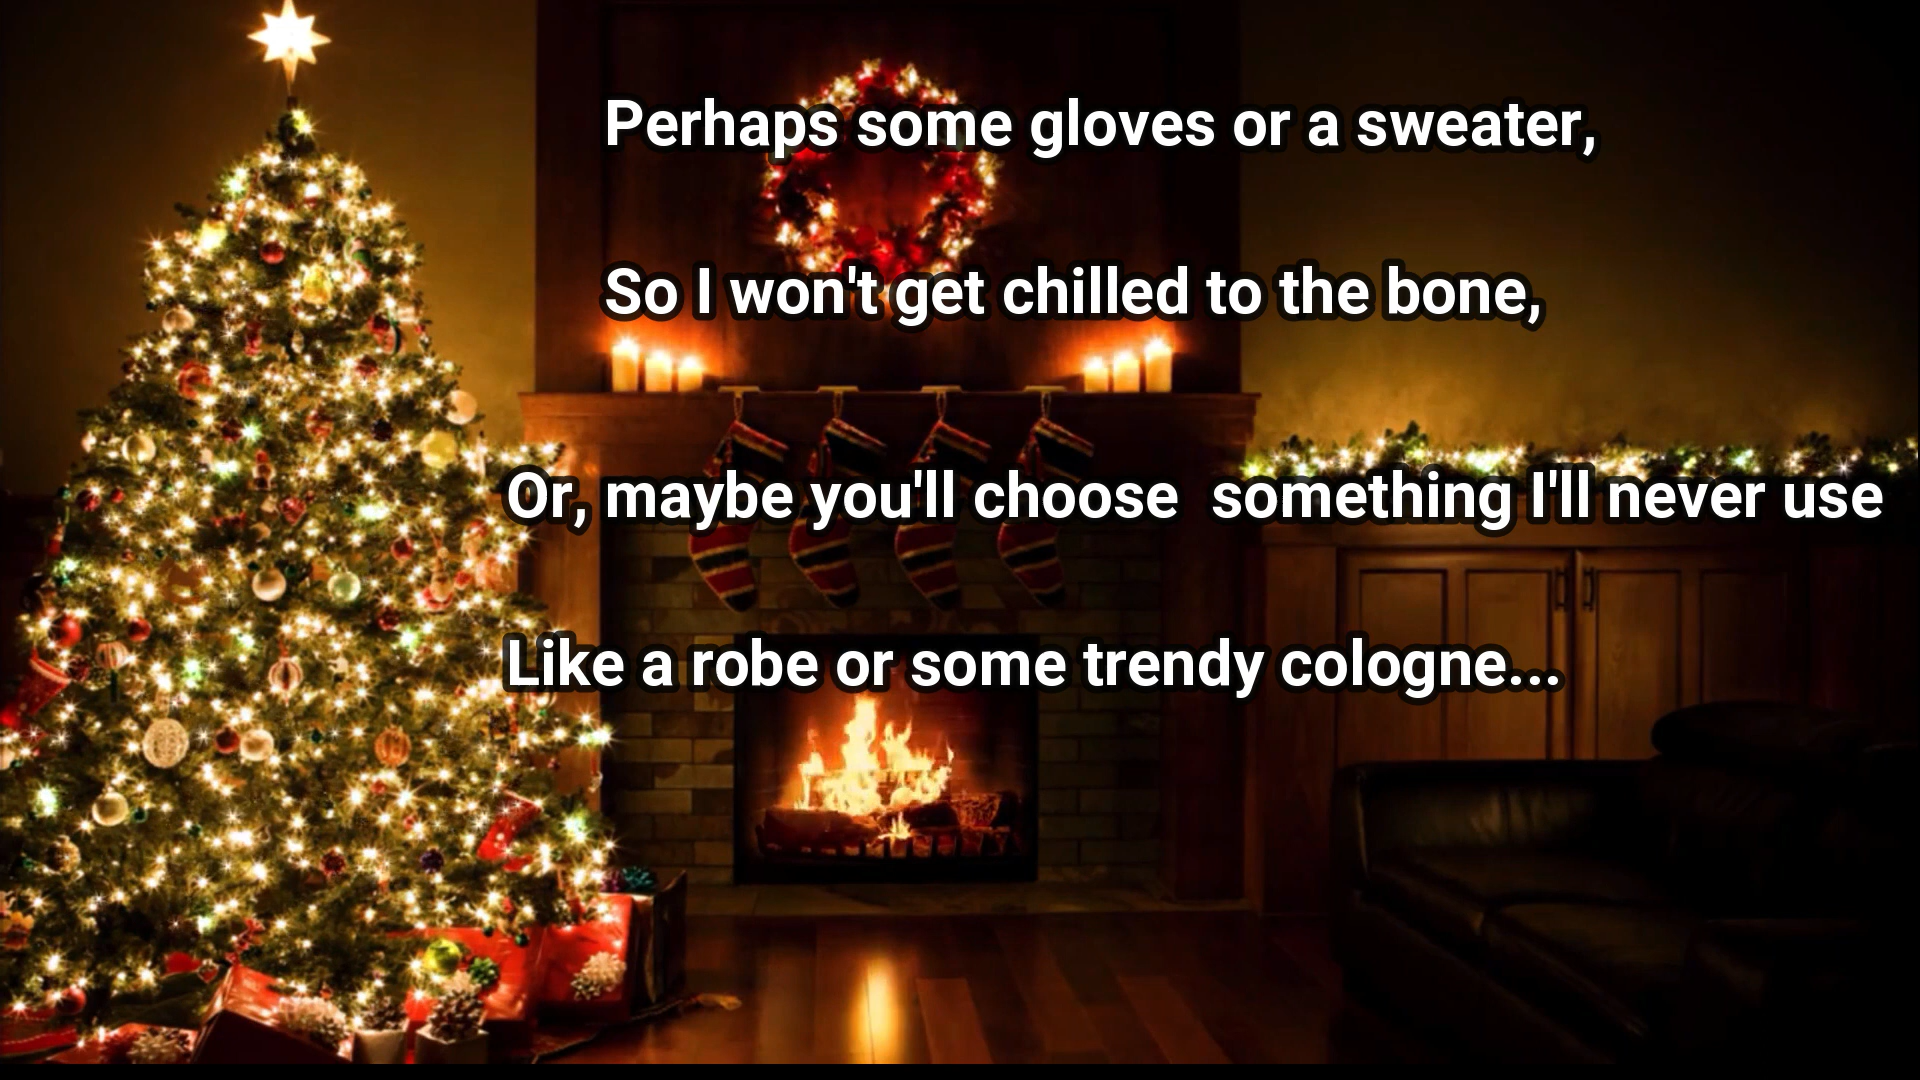 Perhaps some gloves or a sweater,
So I won't get chilled to the bone,
Or, maybe you'll choose  something I'll never use
Like a robe or some trendy cologne...